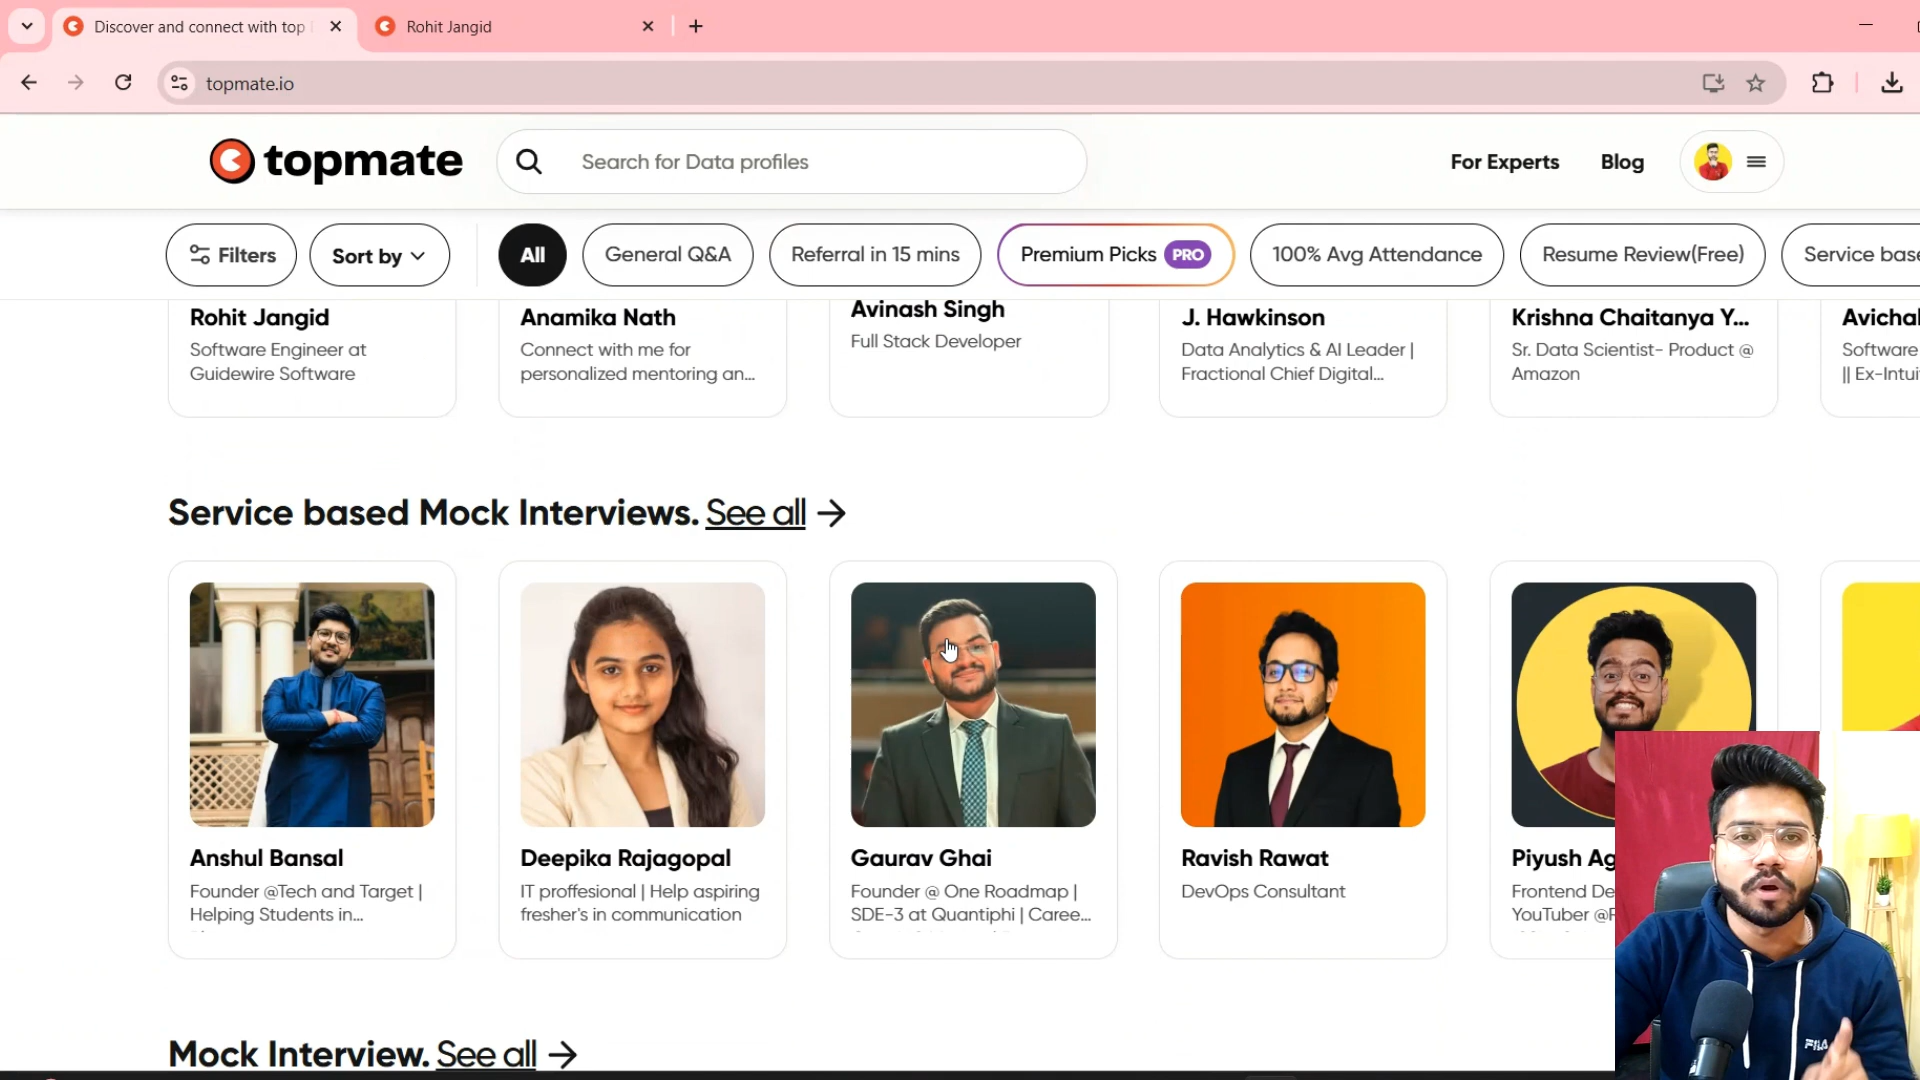 Discover and connect with top
Rohit Jangid
topmate.io
topmate
Search for Data profiles
For Experts
Blog
Filters
Sort by
All
General Q&A
Referral in 15 mins
Premium Picks PRO
100% Avg Attendance
Resume Review(Free)
Service base
Rohit Jangid
Software Engineer at
Guidewire Software
Anamika Nath
Connect with me for
personalized mentoring an...
Avinash Singh
Full Stack Developer
J. Hawkinson
Data Analytics & AI Leader |
Fractional Chief Digital...
Krishna Chaitanya Y...
Sr. Data Scientist- Product @
Amazon
Avichal
Software
|| Ex-Intui
Service based Mock Interviews. See all →
Anshul Bansal
Founder @Tech and Target |
Helping Students in...
Deepika Rajagopal
IT proffesional | Help aspiring
fresher's in communication
Gaurav Ghai
Founder @ One Roadmap |
SDE-3 at Quantiphi | Caree...
Ravish Rawat
DevOps Consultant
Piyush Ag
Frontend De
YouTuber @F
Mock Interview. See all →
FILA